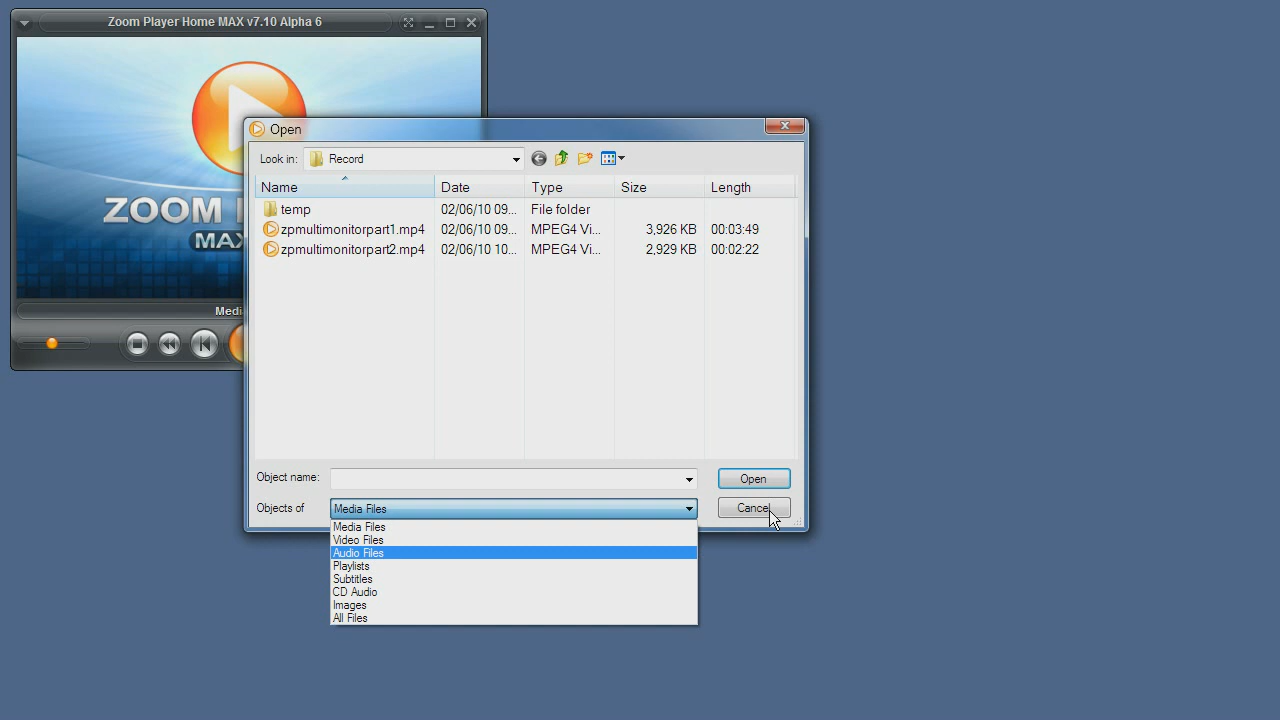 Zoom Player Home MAX v7.10 Alpha 6
ZOOM
MAX
Open
Look in: Record
Name Date Type Size Length
temp 02/06/10 09... File folder
zpmultimonitorpart1.mp4 02/06/10 09... MPEG4 Vi... 3,926 KB 00:03:49
zpmultimonitorpart2.mp4 02/06/10 10... MPEG4 Vi... 2,929 KB 00:02:22
Object name: Open
Objects of Media Files Cancel
Media Files
Video Files
Audio Files
Playlists
Subtitles
CD Audio
Images
All Files